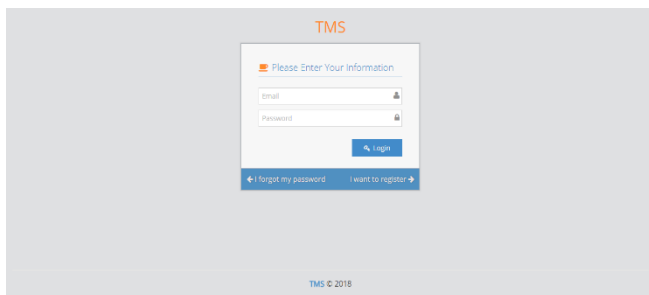 TMS
Please Enter Your Information
Email
Password
Login
I forgot my password I want to register
TMS © 2018